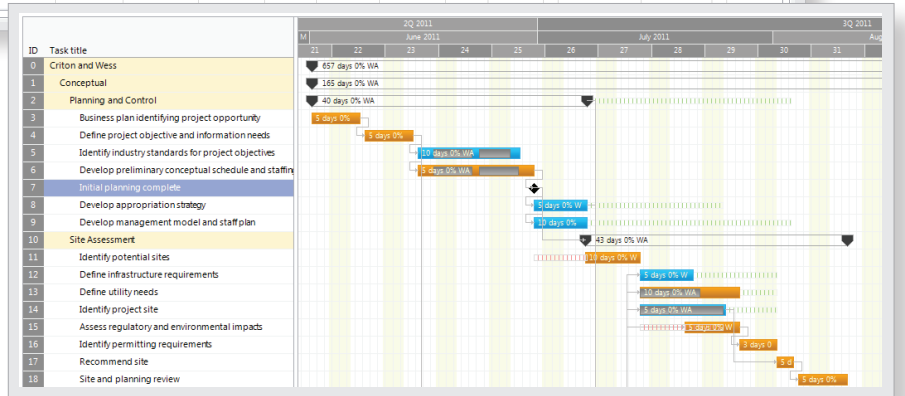 2Q 2011 3Q 2011
M June 2011 July 2011 Aug
ID Task title 21 22 23 24 25 26 27 28 29 30 31
0 Criton and Wess 657 days 0% WA
1 Conceptual 165 days 0% WA
2 Planning and Control 40 days 0% WA
3 Business plan identifying project opportunity 5 days 0%
4 Define project objective and information needs 5 days 0%
5 Identify industry standards for project objectives 10 days 0% WA
6 Develop preliminary conceptual schedule and staffing 5 days 0% WA
7 Initial planning complete
8 Develop appropriation strategy 5 days 0% W
9 Develop management model and staff plan 10 days 0%
10 Site Assessment 43 days 0% WA
11 Identify potential sites 10 days 0% W
12 Define infrastructure requirements 5 days 0% W
13 Define utility needs 10 days 0% WA
14 Identify project site 5 days 0% WA
15 Assess regulatory and environmental impacts 5 days 0% W
16 Identify permitting requirements 3 days 0
17 Recommend site 5 d
18 Site and planning review 5 days 0%